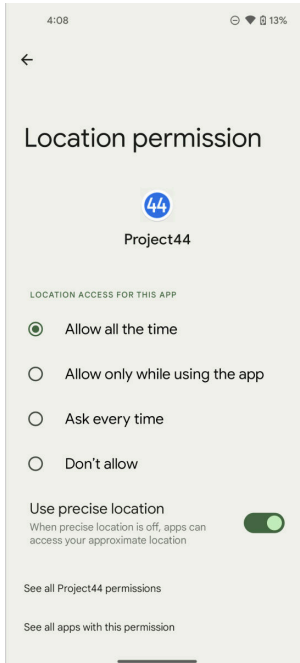 4:08
13%
Location permission
44
Project44
LOCATION ACCESS FOR THIS APP
Allow all the time
Allow only while using the app
Ask every time
Don't allow
Use precise location
When precise location is off, apps can
access your approximate location
See all Project44 permissions
See all apps with this permission